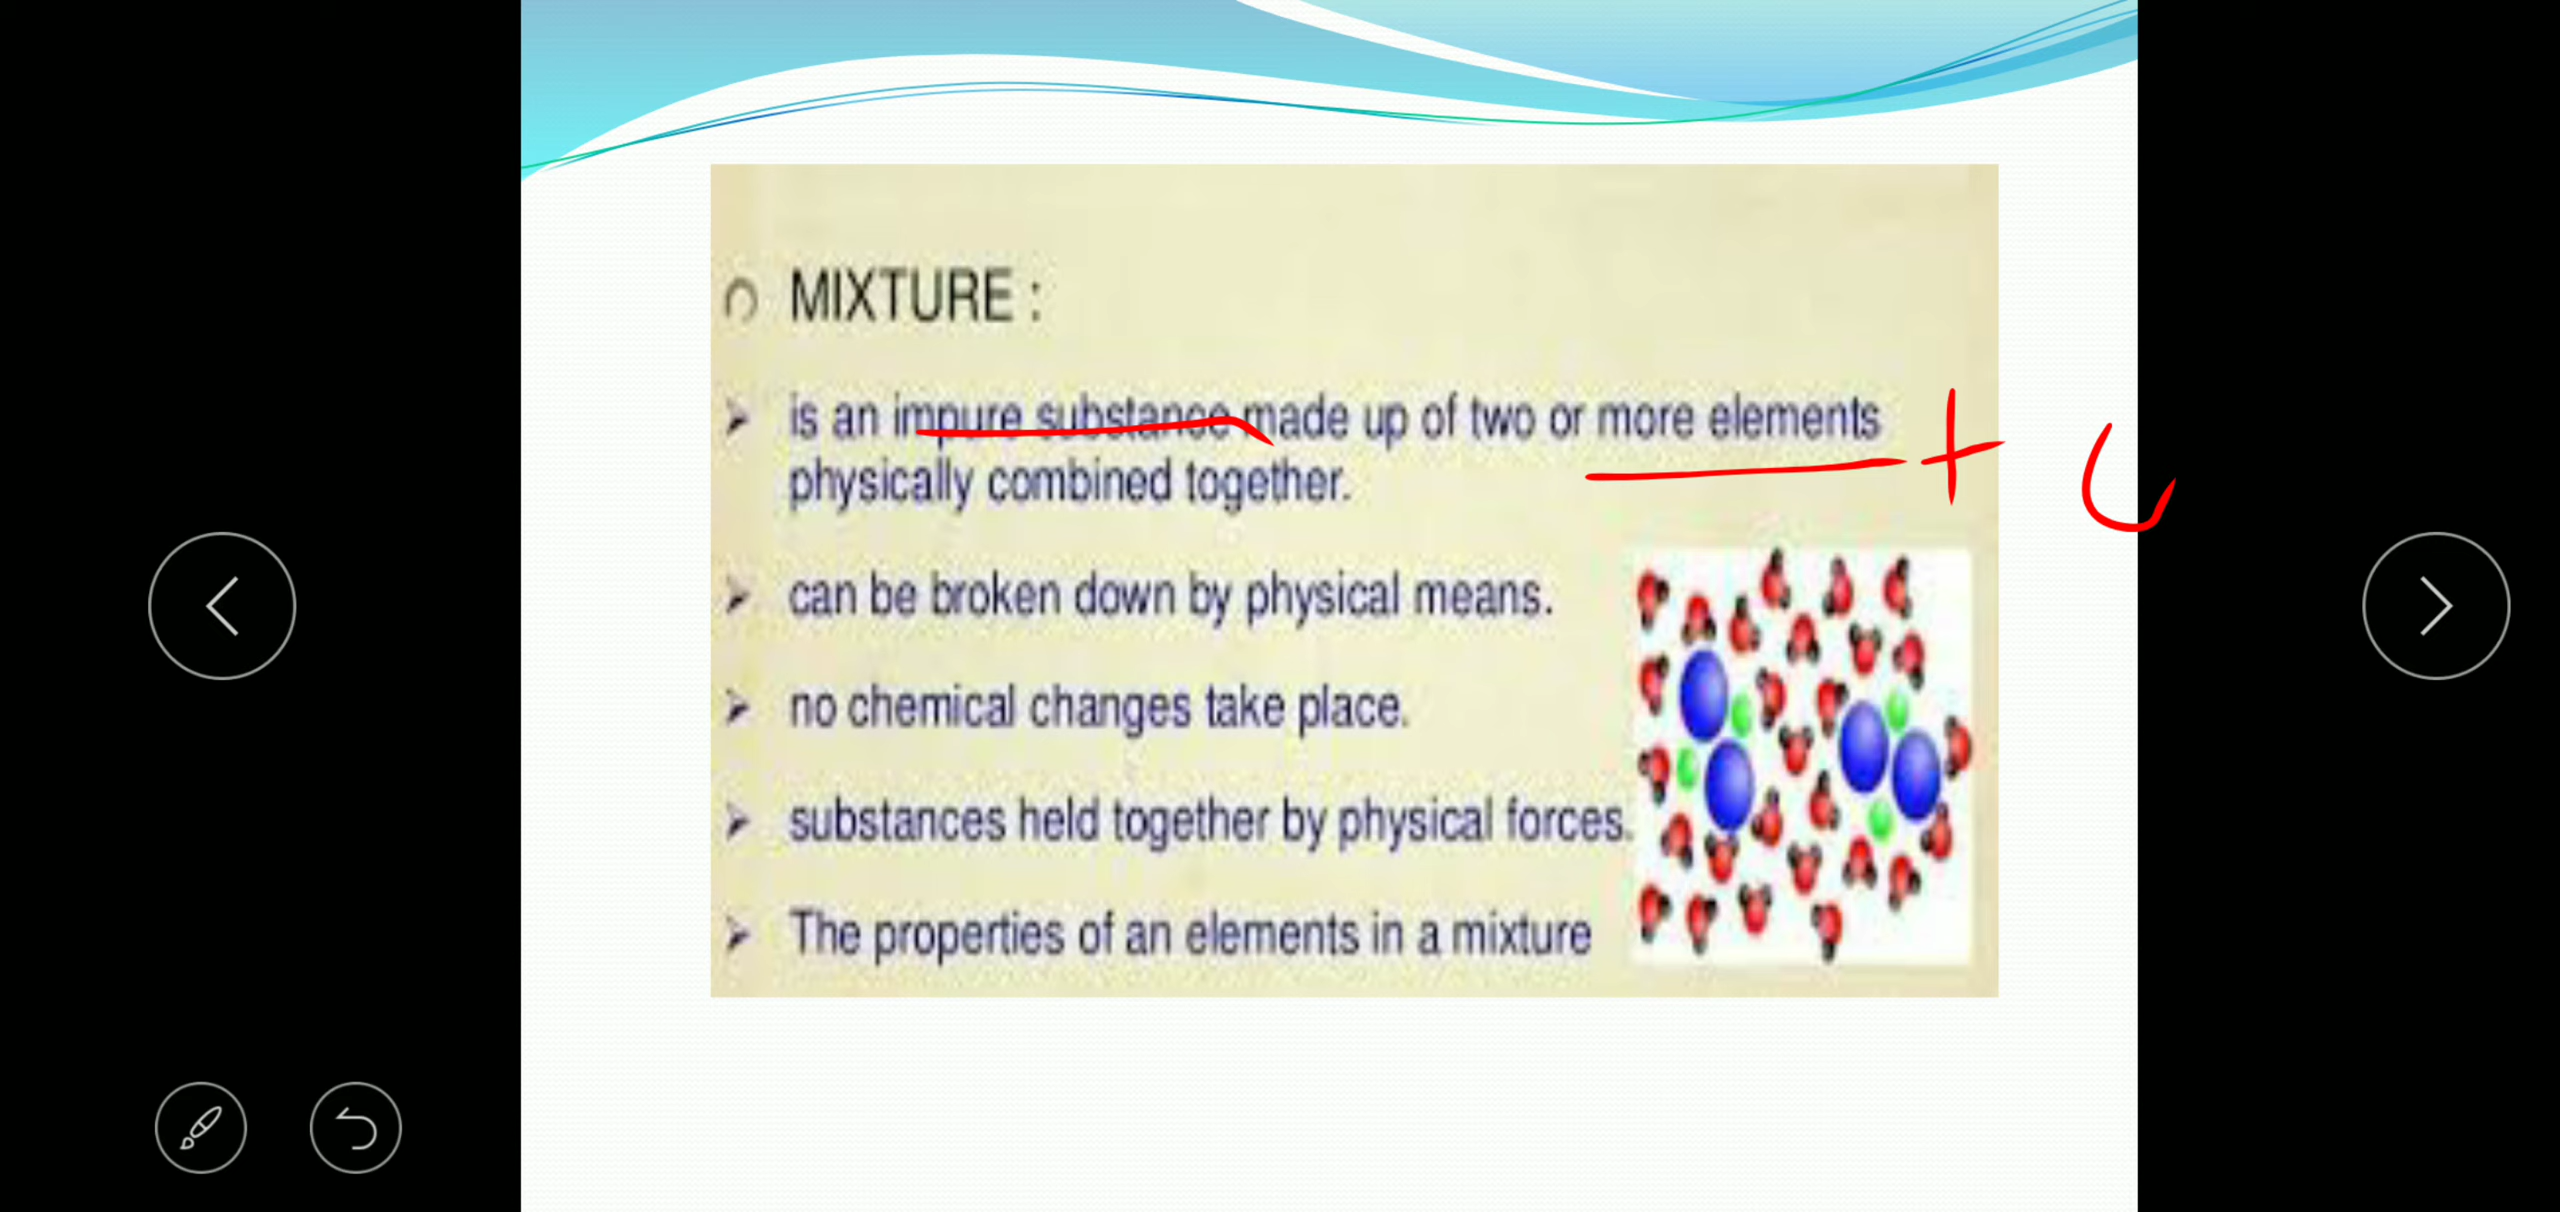 MIXTURE :
is an impure substance made up of two or more elements
physically combined together.
can be broken down by physical means.
no chemical changes take place.
substances held together by physical forces.
The properties of an elements in a mixture
+ C